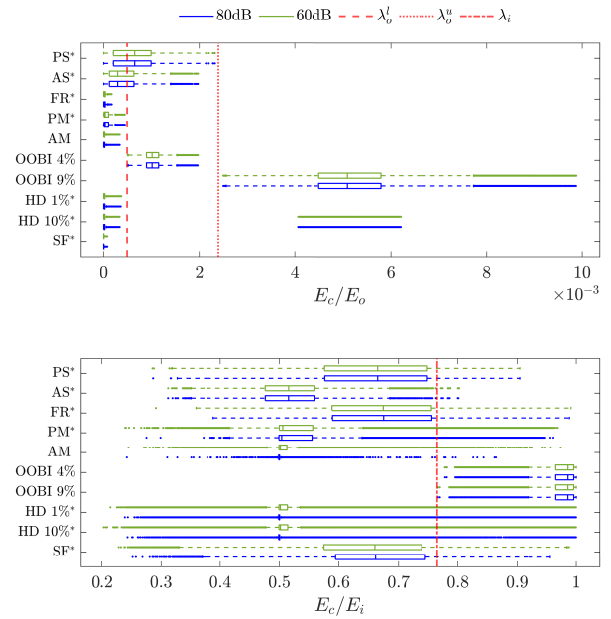 80dB 60dB λₒˡ λₒᵘ λᵢ
PS*
AS*
FR*
PM*
AM
OOBI 4%
OOBI 9%
HD 1%*
HD 10%*
SF*
0 2 4 6 8 10
×10⁻³
E_c/E_o
PS*
AS*
FR*
PM*
AM
OOBI 4%
OOBI 9%
HD 1%*
HD 10%*
SF*
0.2 0.3 0.4 0.5 0.6 0.7 0.8 0.9 1
E_c/E_i